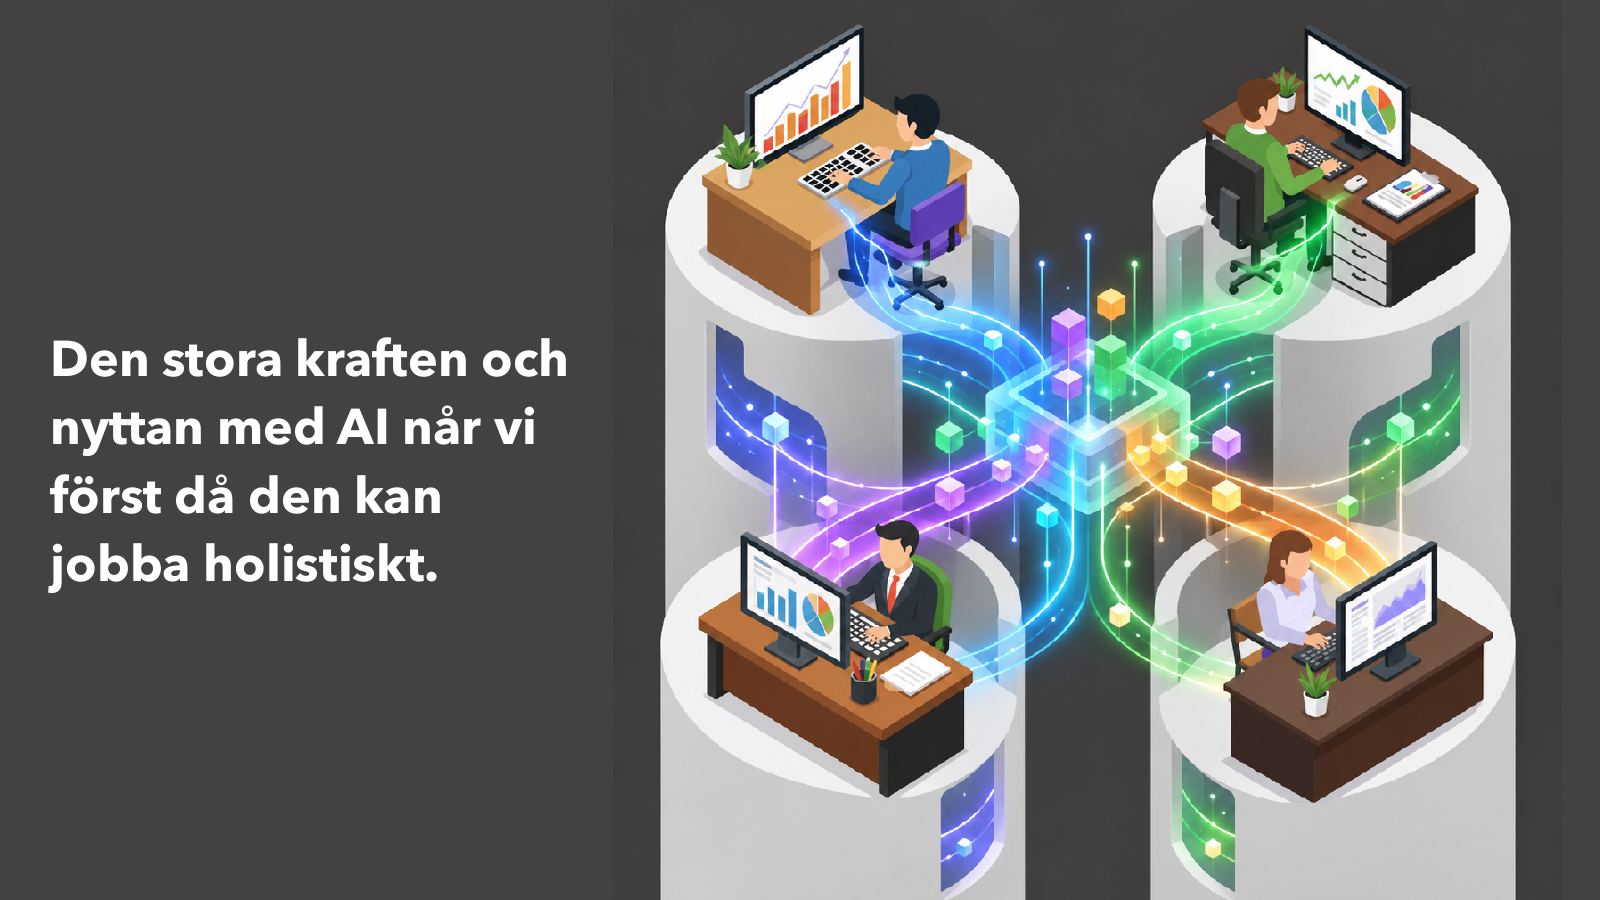 Den stora kraften och
nyttan med AI når vi
först då den kan
jobba holistiskt.